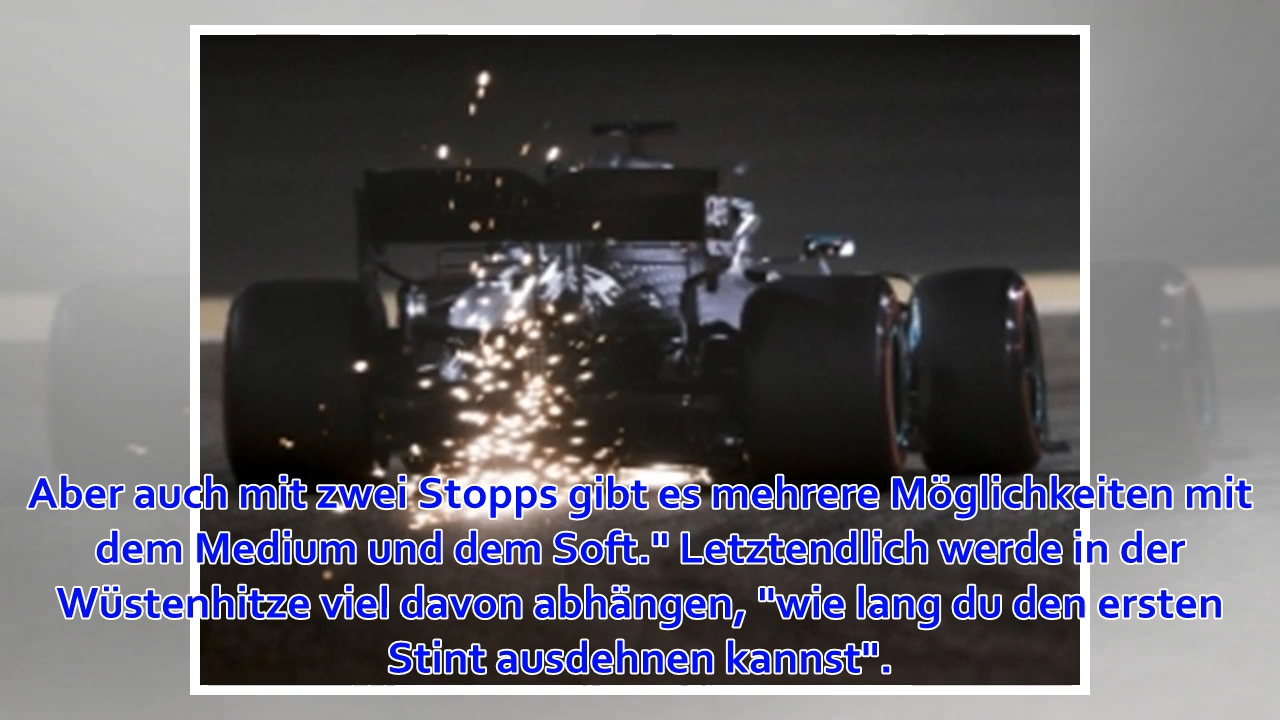 Aber auch mit zwei Stopps gibt es mehrere Möglichkeiten mit
dem Medium und dem Soft." Letztendlich werde in der
Wüstenhitze viel davon abhängen, "wie lang du den ersten
Stint ausdehnen kannst".